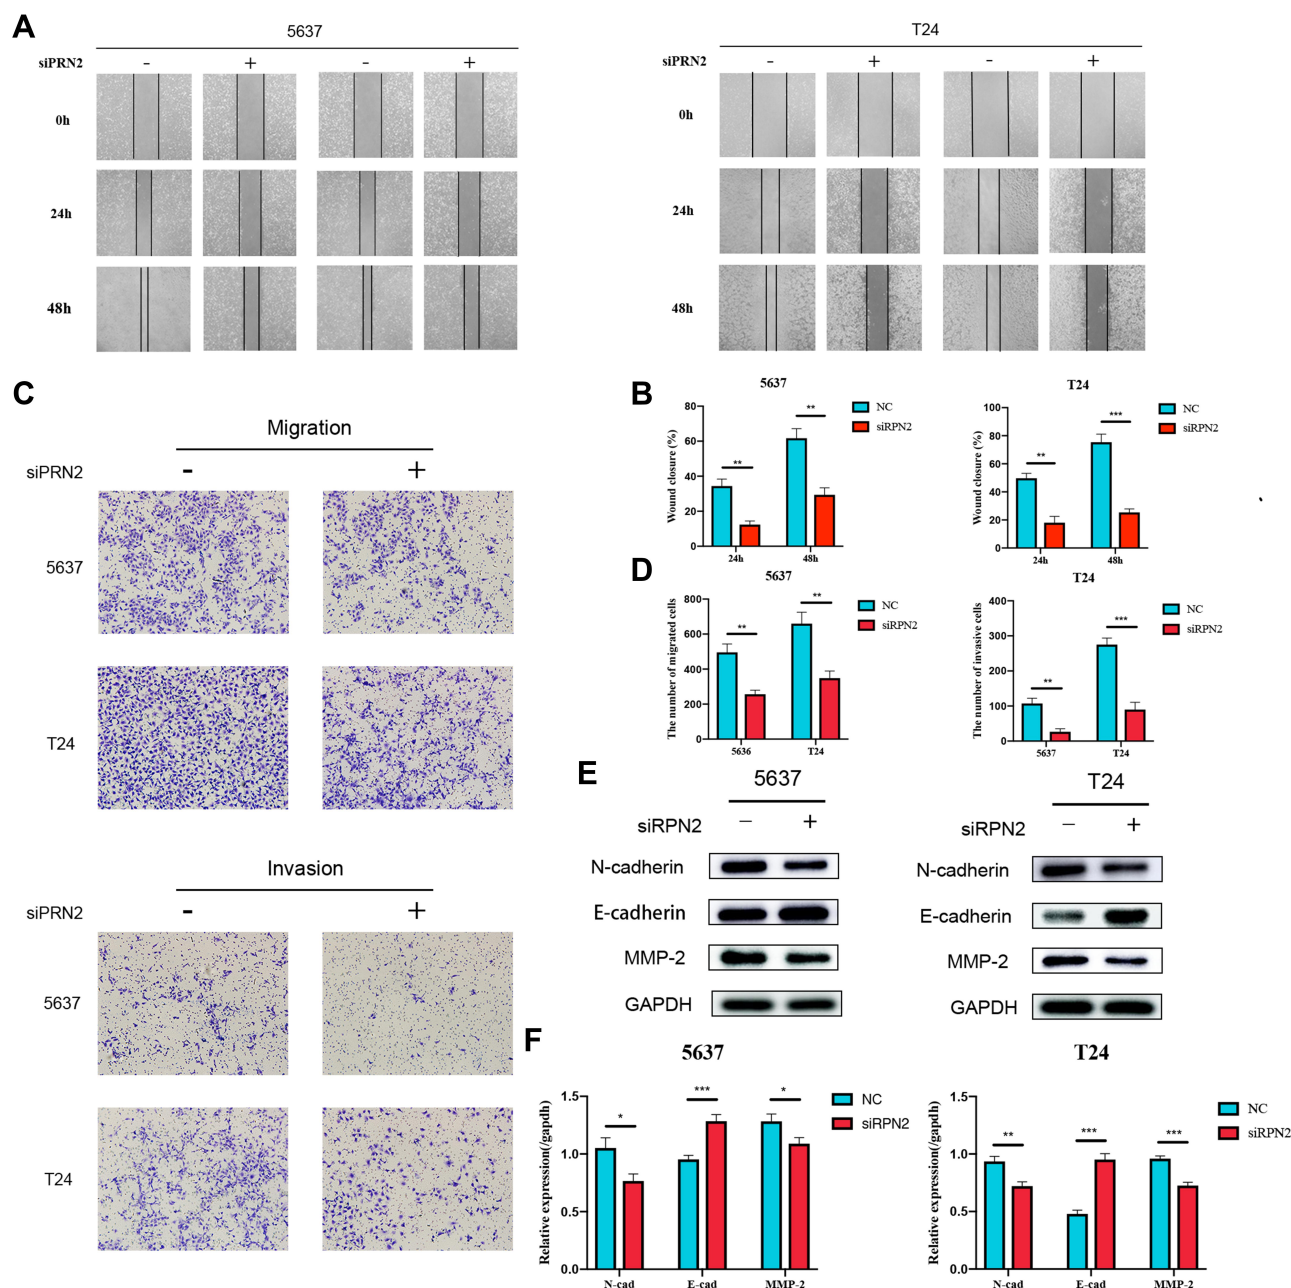 A
5637
siPRN2 - + - +
0h
24h
48h
T24
siPRN2 - + - +
0h
24h
48h
C
Migration
siPRN2 - +
5637
T24
Invasion
siPRN2 - +
5637
T24
B
5637
Wound closure (%)
80
60
40
20
0
** **
24h 48h
NC
siRPN2
T24
Wound closure (%)
100
80
60
40
20
0
** ***
24h 48h
NC
siRPN2
D
5637
The number of migrated cells
800
600
400
200
0
** **
5636 T24
NC
siRPN2
T24
The number of invasive cells
400
300
200
100
0
** ***
5637 T24
NC
siRPN2
E
5637
siRPN2 – +
N-cadherin
E-cadherin
MMP-2
GAPDH
T24
siRPN2 – +
N-cadherin
E-cadherin
MMP-2
GAPDH
F
5637
Relative expression(/gapdh)
1.5
1.0
0.5
0.0
* *** *
N-cad E-cad MMP-2
NC
siRPN2
T24
Relative expression(/gapdh)
1.5
1.0
0.5
0.0
** *** ***
N-cad E-cad MMP-2
NC
siRPN2